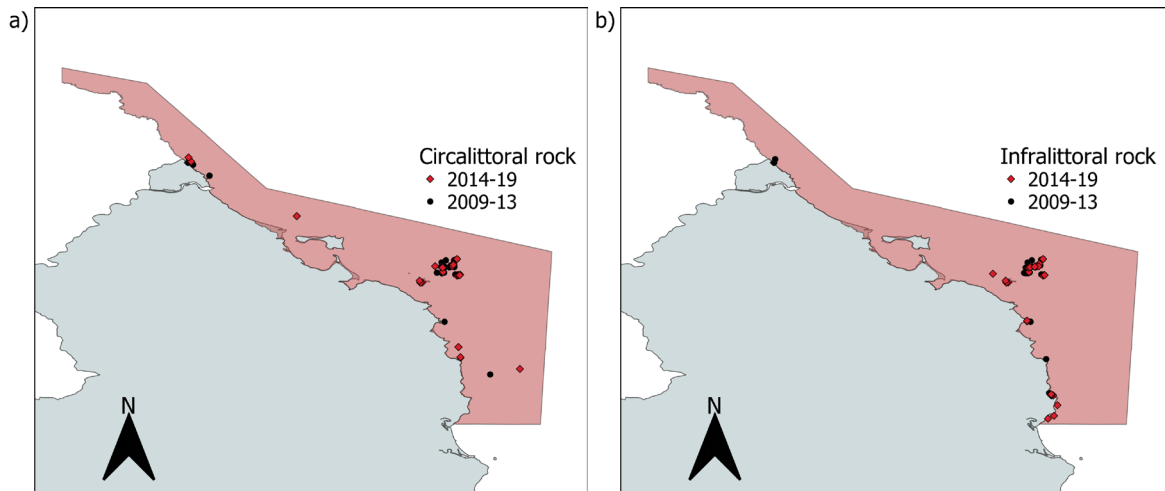 a)
Circalittoral rock
2014-19
2009-13
N
b)
Infralittoral rock
2014-19
2009-13
N